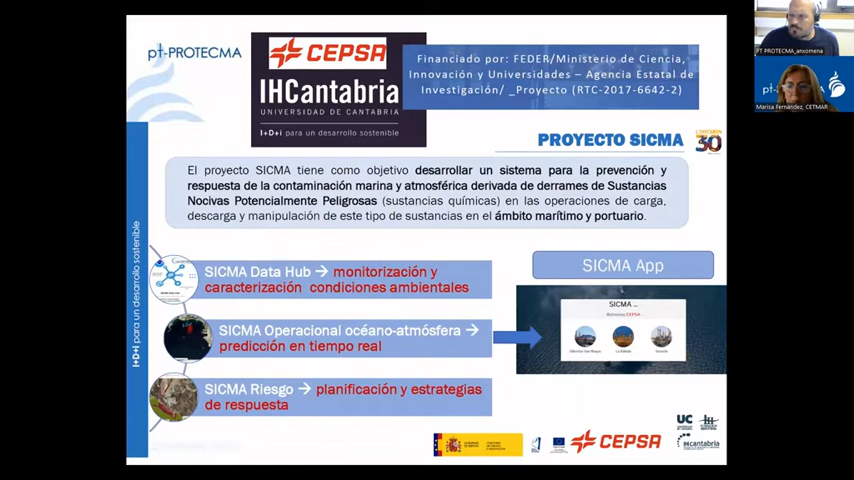 pt-PROTECMA
CEPSA
IHCantabria
UNIVERSIDAD DE CANTABRIA
I+D+i para un desarrollo sostenible
Financiado por: FEDER/Ministerio de Ciencia,
Innovación y Universidades – Agencia Estatal de
Investigación/ _Proyecto (RTC-2017-6642-2)
PROYECTO SICMA
30
El proyecto SICMA tiene como objetivo desarrollar un sistema para la prevención y
respuesta de la contaminación marina y atmosférica derivada de derrames de Sustancias
Nocivas Potencialmente Peligrosas (sustancias químicas) en las operaciones de carga,
descarga y manipulación de este tipo de sustancias en el ámbito marítimo y portuario.
I+D+i para un desarrollo sostenible
SICMA Data Hub → monitorización y
caracterización condiciones ambientales
SICMA Operacional océano-atmósfera →
predicción en tiempo real
SICMA Riesgo → planificación y estrategias
de respuesta
SICMA App
SICMA
Refinería CEPSA
CEPSA
UC
IHcantabria
PT PROTECMA_anxomena
pt-
Marisa Fernández, CETMAR